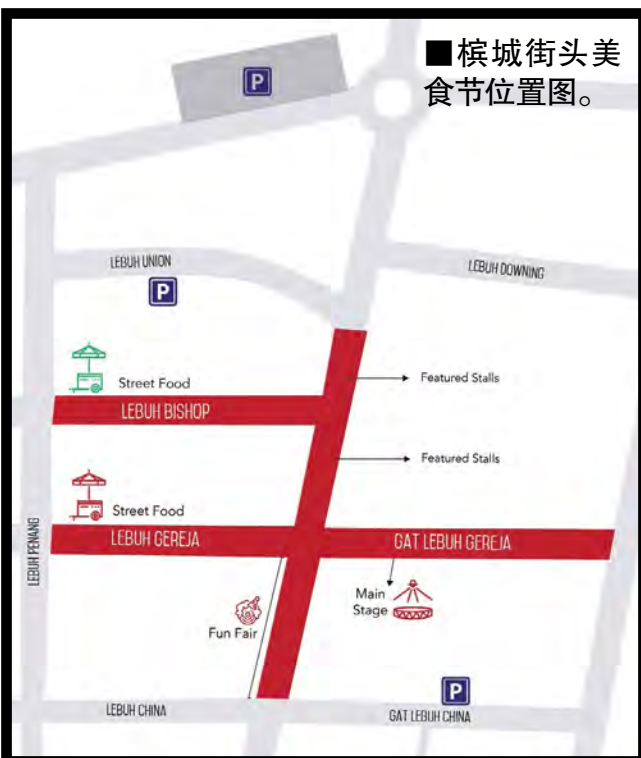 ■槟城街头美
食节位置图。
P
LEBUH UNION
LEBUH DOWNING
P
Street Food
Featured Stalls
LEBUH BISHOP
Featured Stalls
Street Food
LEBUH GEREJA
GAT LEBUH GEREJA
LEBUH PENANG
Main
Stage
Fun Fair
P
LEBUH CHINA
GAT LEBUH CHINA